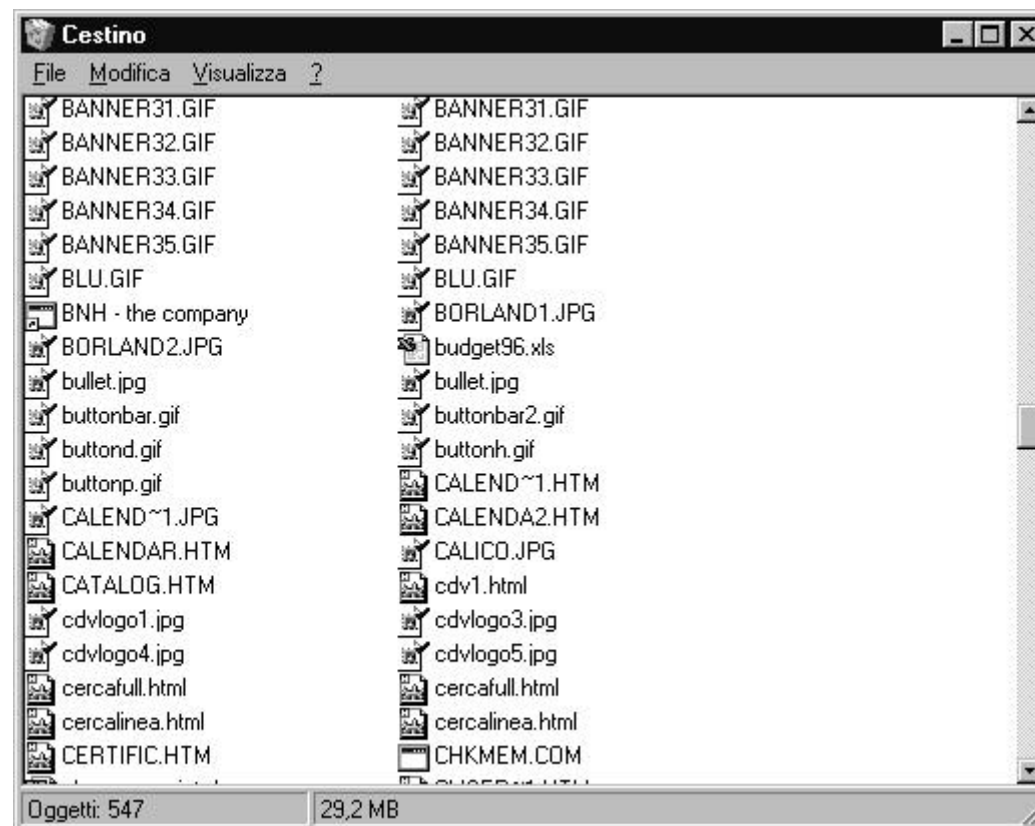 Cestino
File Modifica Visualizza ?
BANNER31.GIF BANNER31.GIF
BANNER32.GIF BANNER32.GIF
BANNER33.GIF BANNER33.GIF
BANNER34.GIF BANNER34.GIF
BANNER35.GIF BANNER35.GIF
BLU.GIF BLU.GIF
BNH - the company BORLAND1.JPG
BORLAND2.JPG budget96.xls
bullet.jpg bullet.jpg
buttonbar.gif buttonbar2.gif
buttond.gif buttonh.gif
buttonp.gif CALEND~1.HTM
CALEND~1.JPG CALENDA2.HTM
CALENDAR.HTM CALICO.JPG
CATALOG.HTM cdv1.html
cdvlogo1.jpg cdvlogo3.jpg
cdvlogo4.jpg cdvlogo5.jpg
cercafull.html cercafull.html
cercalinea.html cercalinea.html
CERTIFIC.HTM CHKMEM.COM
Oggetti: 547 29,2 MB